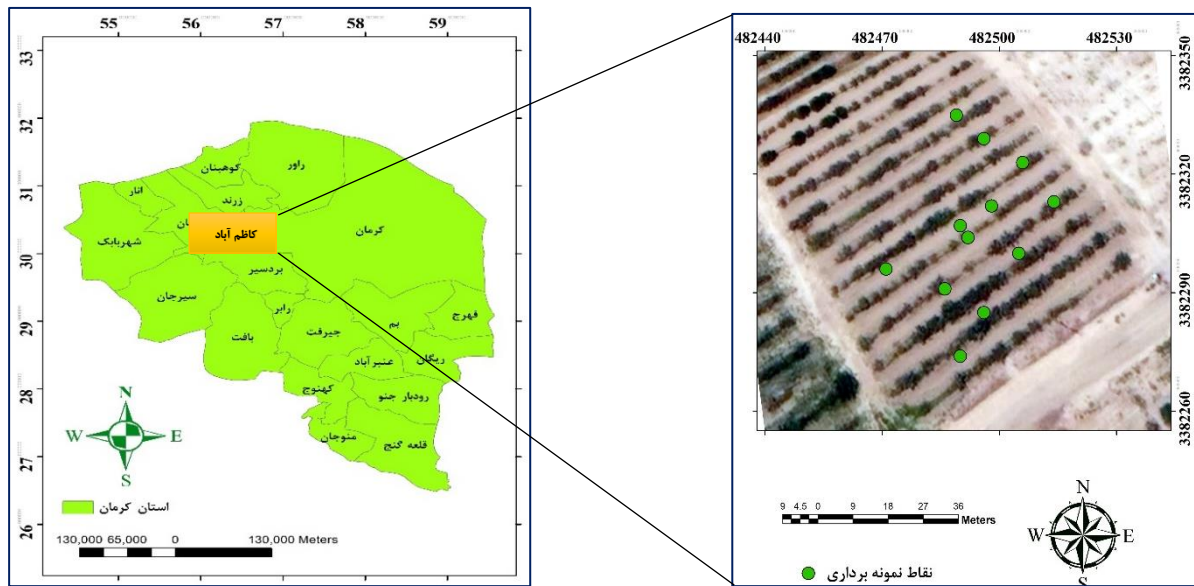 55 56 57 58 59
33
32
31
30
29
28
27
26
راور
کوهبنان
انار
زرند
کرمان
شهربابک
کاظم آباد
بردسیر
سیرجان
رابر
بافت
جیرفت
بم
فهرج
ریگان
عنبرآباد
کهنوج
رودبار جنو
منوجان
قلعه گنج
N
W E
S
استان کرمان
130,000 65,000 0 130,000 Meters
482440 482470 482500 482530
3382350
3382320
3382290
3382260
9 4.5 0 9 18 27 36
Meters
N
W E
S
نقاط نمونه برداری